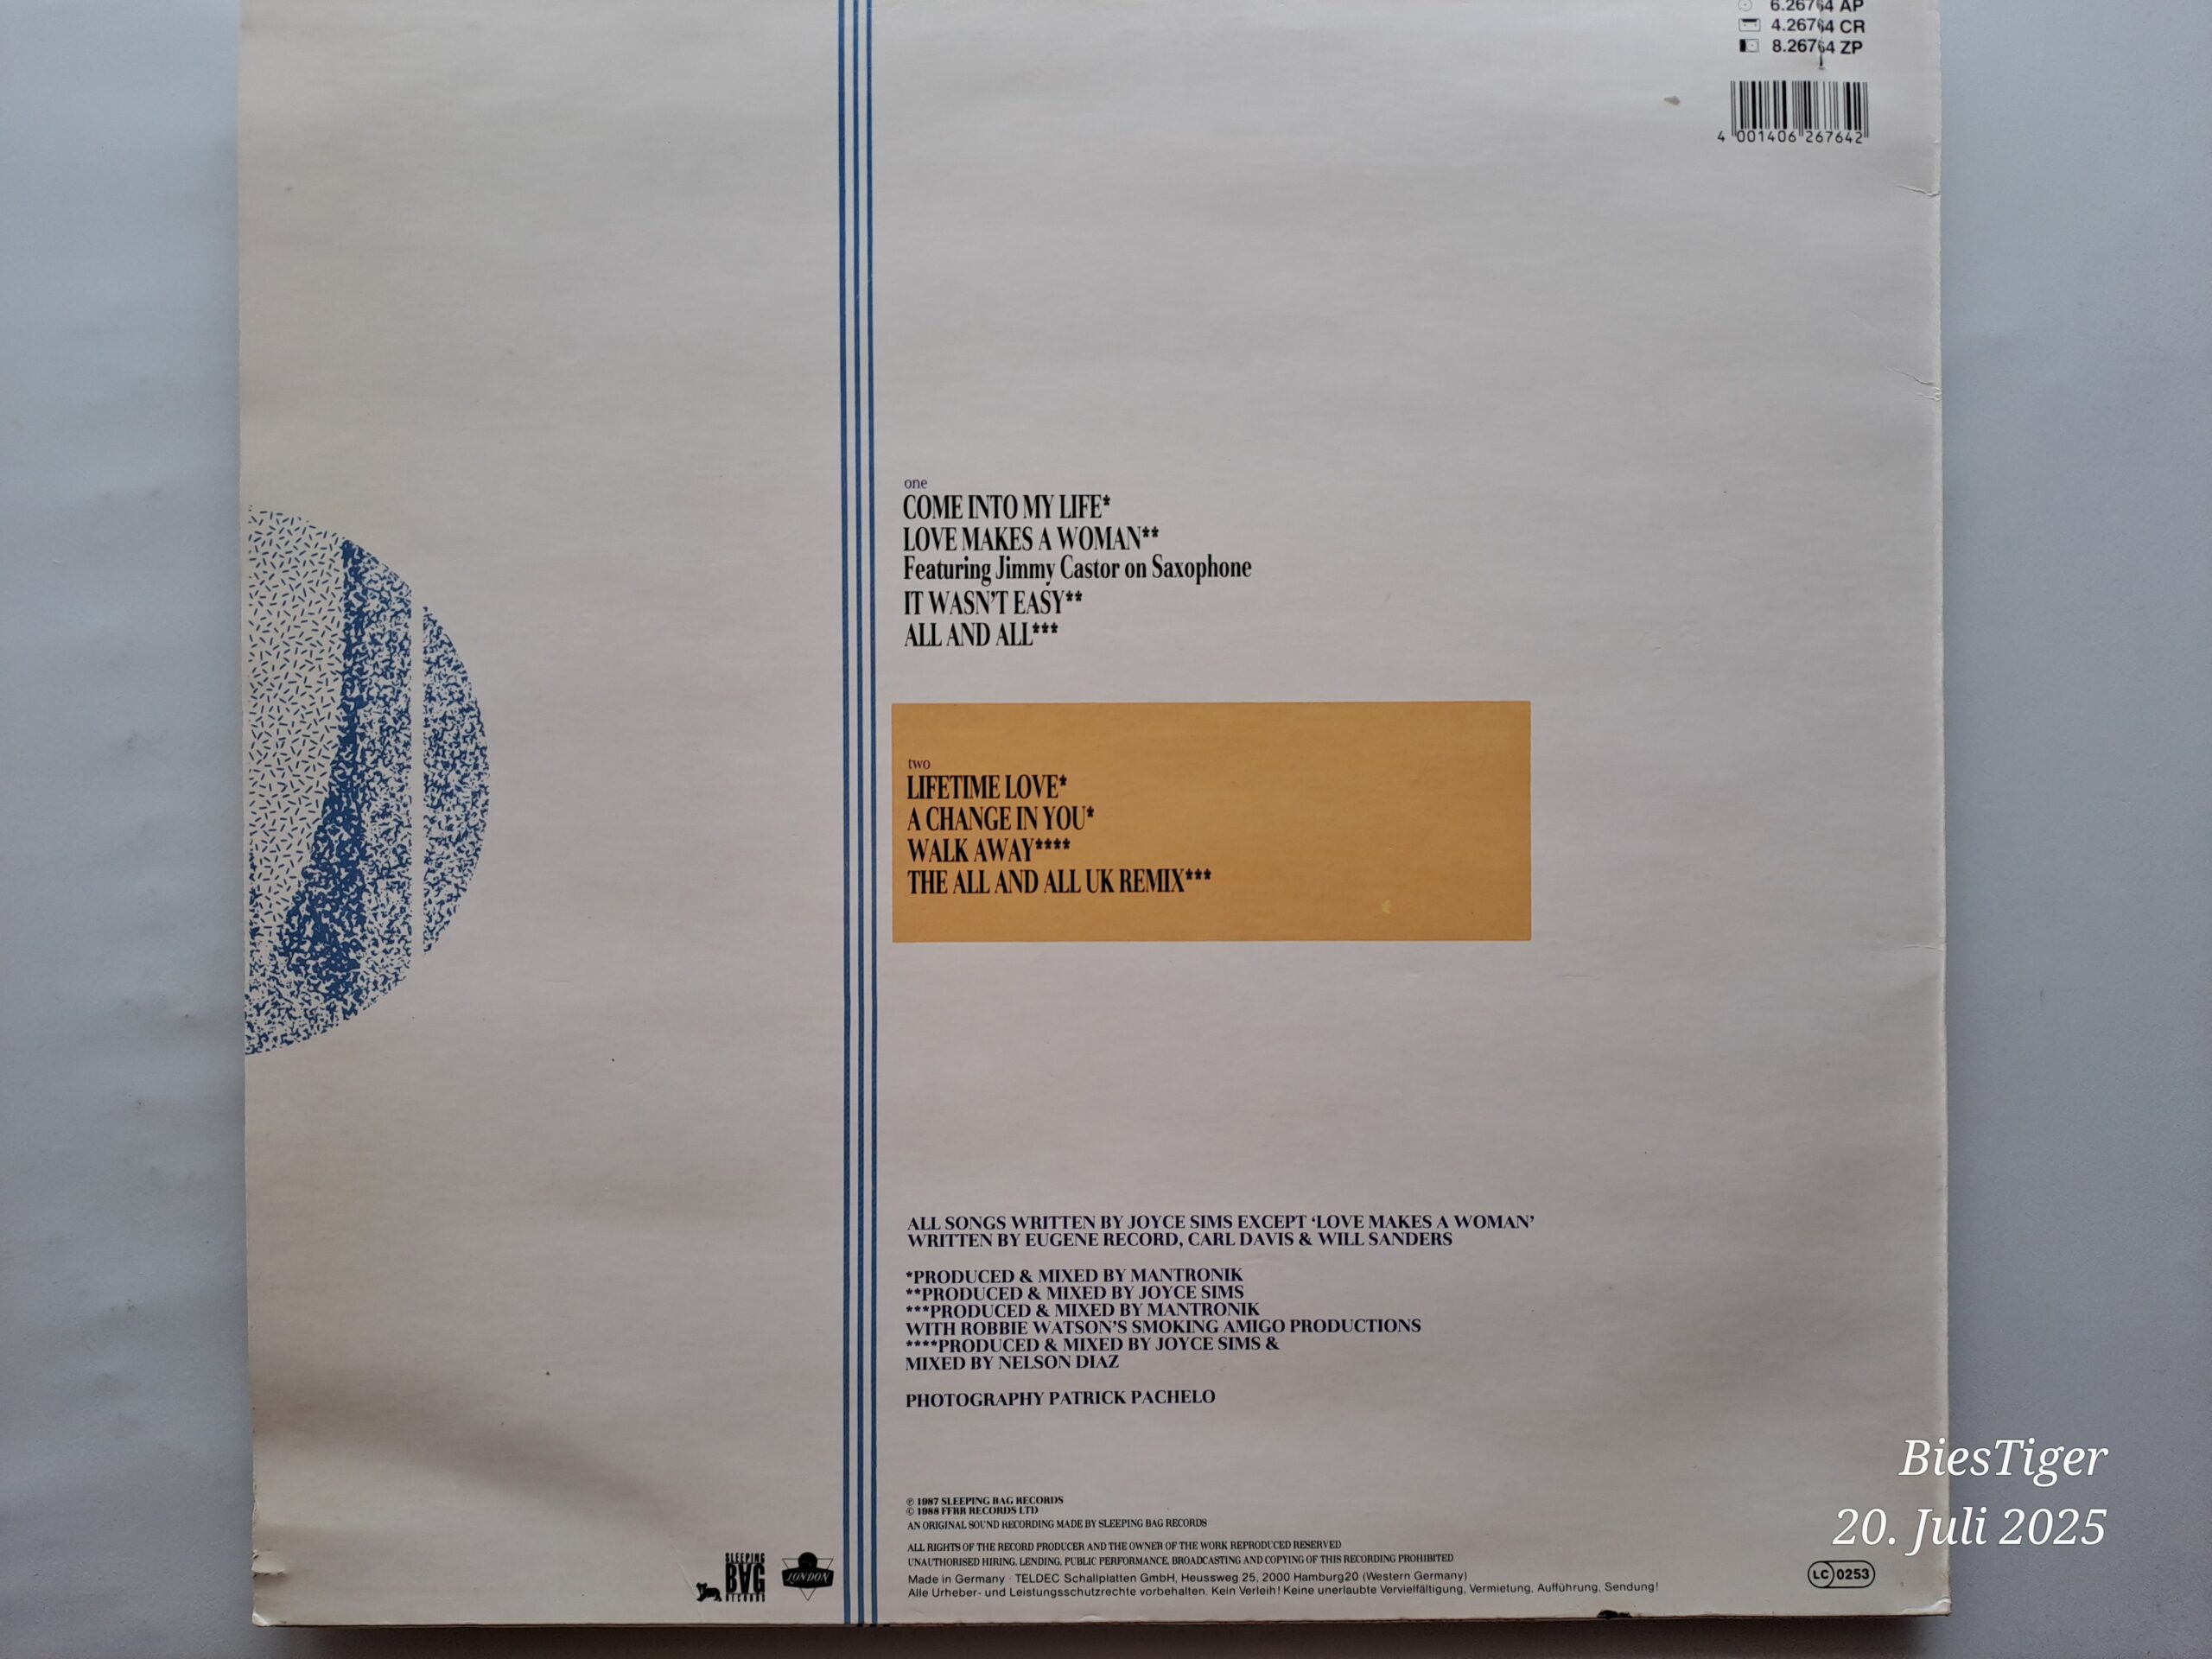 6.26764 AP
4.26764 CR
8.26764 ZP
4 001406 267642
one
COME INTO MY LIFE*
LOVE MAKES A WOMAN**
Featuring Jimmy Castor on Saxophone
IT WASN'T EASY**
ALL AND ALL***
two
LIFETIME LOVE*
A CHANGE IN YOU*
WALK AWAY****
THE ALL AND ALL UK REMIX***
ALL SONGS WRITTEN BY JOYCE SIMS EXCEPT ‘LOVE MAKES A WOMAN’
WRITTEN BY EUGENE RECORD, CARL DAVIS & WILL SANDERS
*PRODUCED & MIXED BY MANTRONIK
**PRODUCED & MIXED BY JOYCE SIMS
***PRODUCED & MIXED BY MANTRONIK
WITH ROBBIE WATSON'S SMOKING AMIGO PRODUCTIONS
****PRODUCED & MIXED BY JOYCE SIMS &
MIXED BY NELSON DIAZ
PHOTOGRAPHY PATRICK PACHELO
℗ 1987 SLEEPING BAG RECORDS
© 1988 FFRR RECORDS LTD
AN ORIGINAL SOUND RECORDING MADE BY SLEEPING BAG RECORDS
ALL RIGHTS OF THE RECORD PRODUCER AND THE OWNER OF THE WORK REPRODUCED RESERVED
UNAUTHORISED HIRING, LENDING, PUBLIC PERFORMANCE, BROADCASTING AND COPYING OF THIS RECORDING PROHIBITED
Made in Germany · TELDEC Schallplatten GmbH, Heussweg 25, 2000 Hamburg20 (Western Germany)
Alle Urheber- und Leistungsschutzrechte vorbehalten. Kein Verleih! Keine unerlaubte Vervielfältigung, Vermietung, Aufführung, Sendung!
SLEEPING
BAG
RECORDS
LONDON
LC 0253
BiesTiger
20. Juli 2025